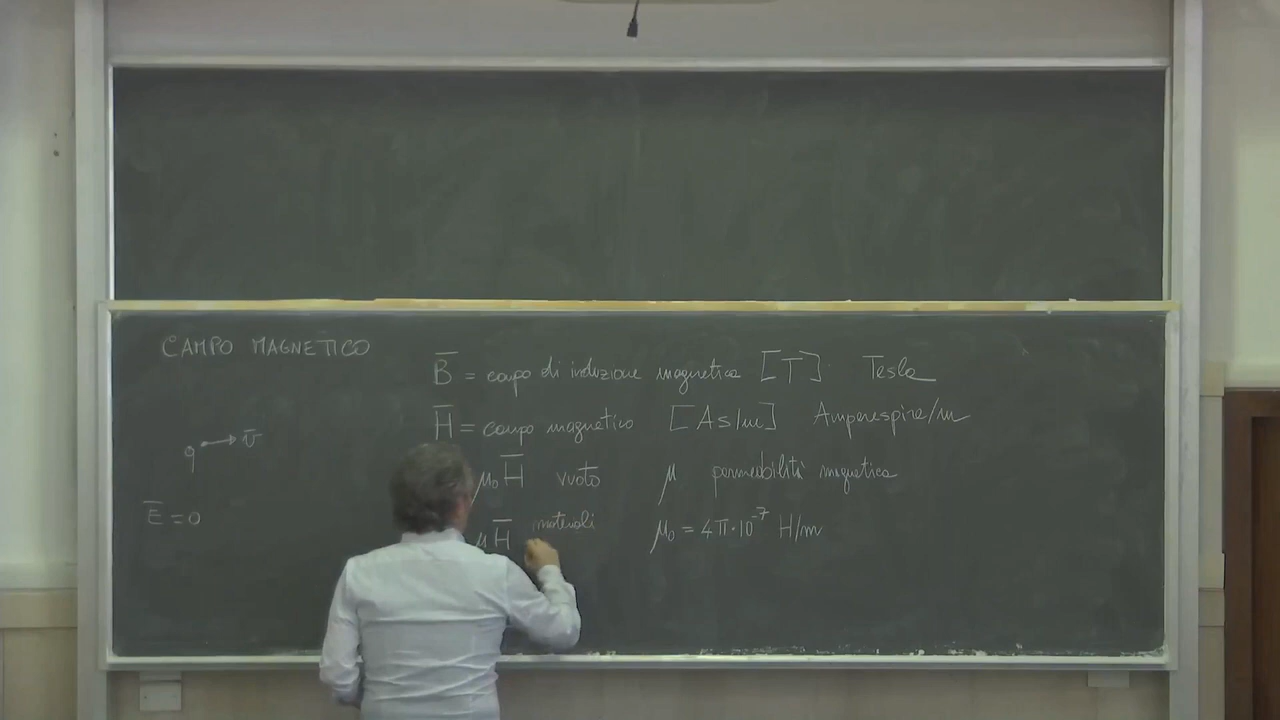 CAMPO MAGNETICO
B̅ = campo di induzione magnetica [T] Tesla
H̅ = campo magnetico [As/m] Amperespire/m
q v̅
μ₀H̅ vuoto μ permeabilità magnetica
E̅ = 0
μH̅ materiali μ₀ = 4π·10⁻⁷ H/m